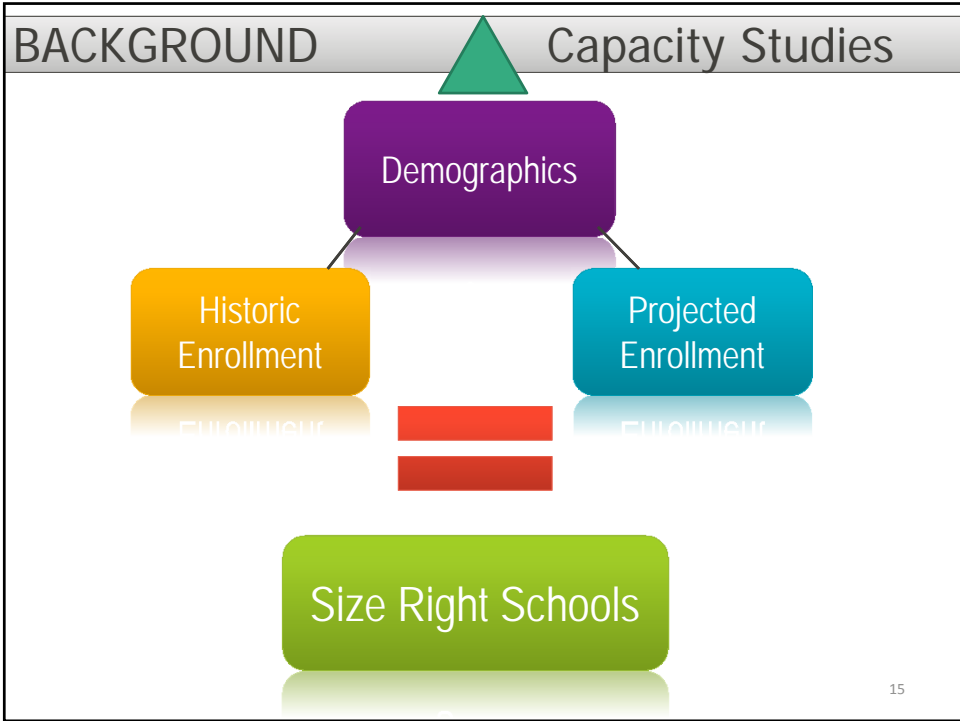 BACKGROUND Capacity Studies
Demographics
Historic
Enrollment
Projected
Enrollment
Size Right Schools
15